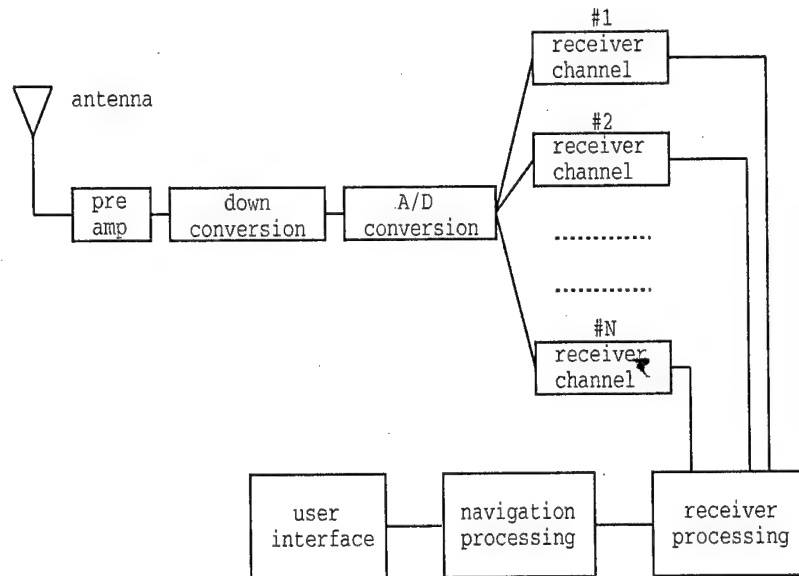 #1
receiver
channel
antenna
#2
receiver
channel
pre
amp
down
conversion
A/D
conversion
#N
receiver
channel
user
interface
navigation
processing
receiver
processing